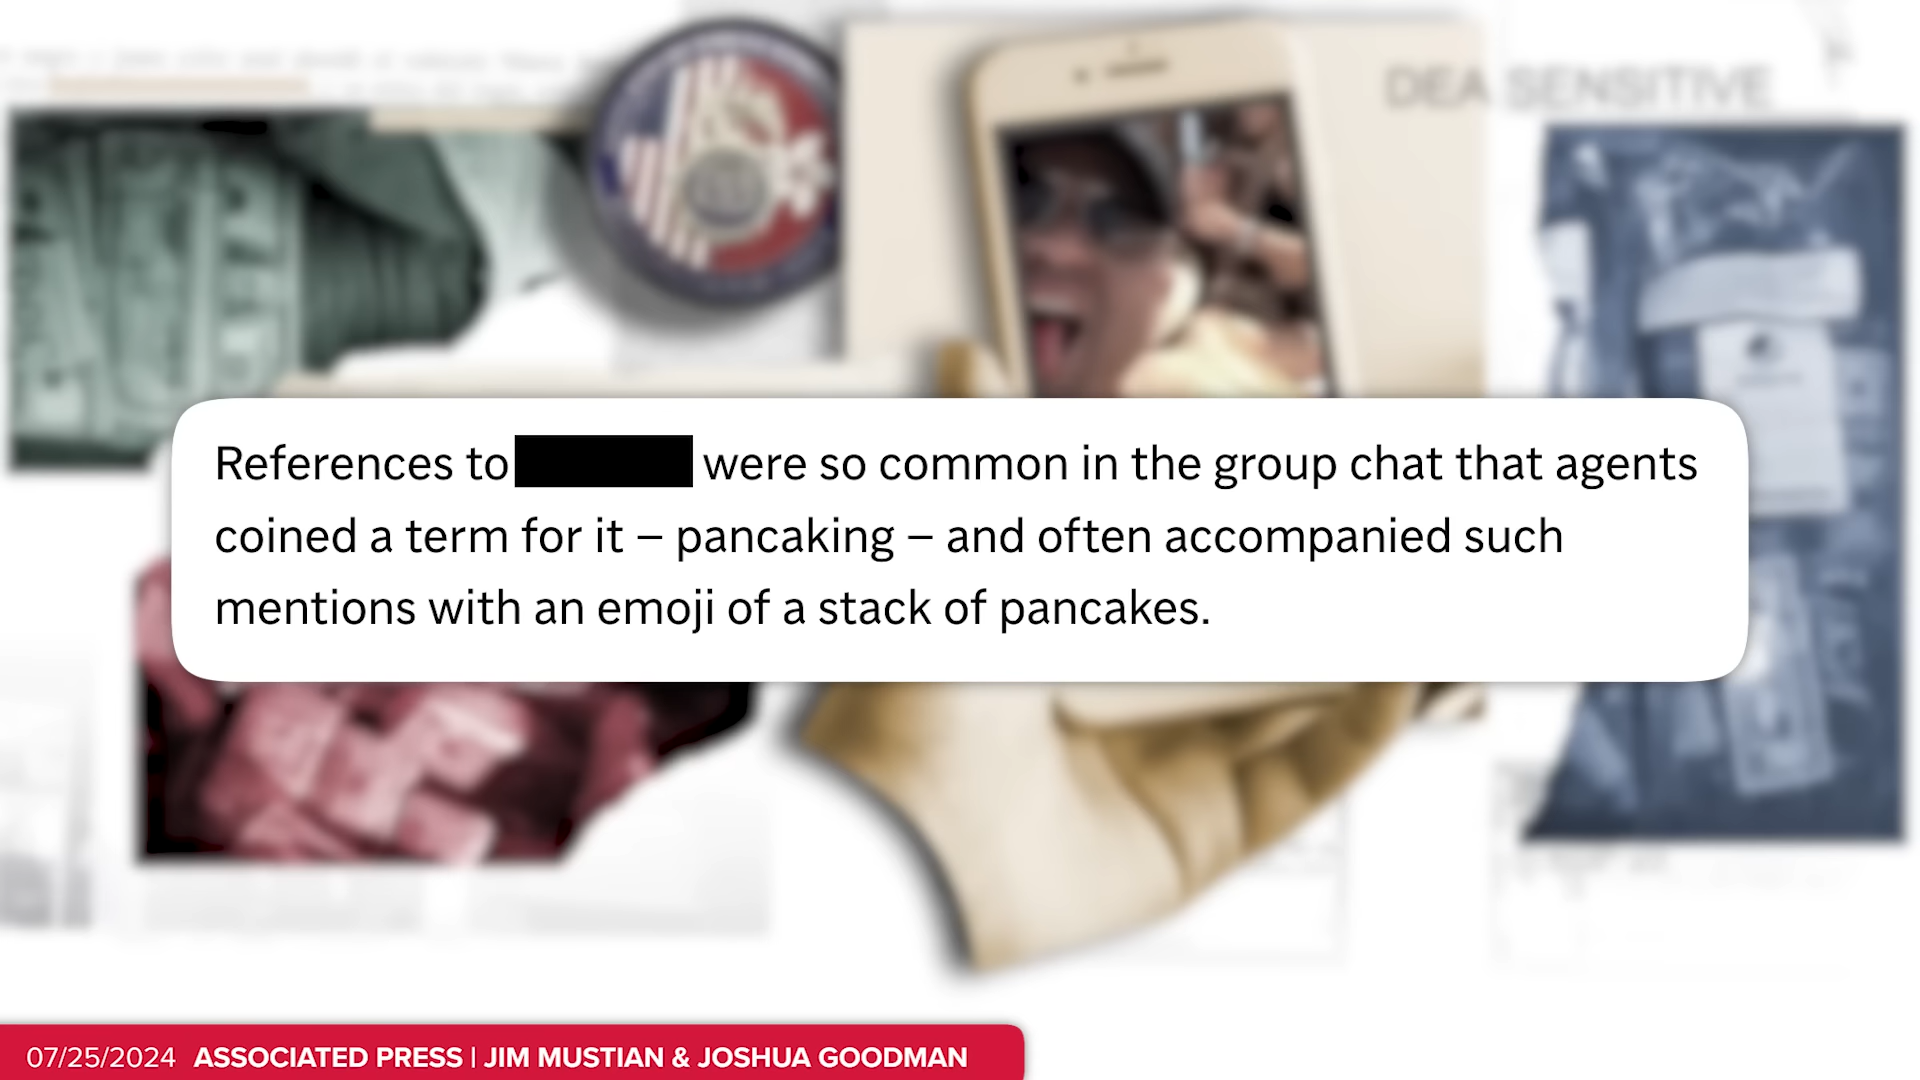 DEA SENSITIVE
References to were so common in the group chat that agents
coined a term for it – pancaking – and often accompanied such
mentions with an emoji of a stack of pancakes.
07/25/2024 ASSOCIATED PRESS | JIM MUSTIAN & JOSHUA GOODMAN